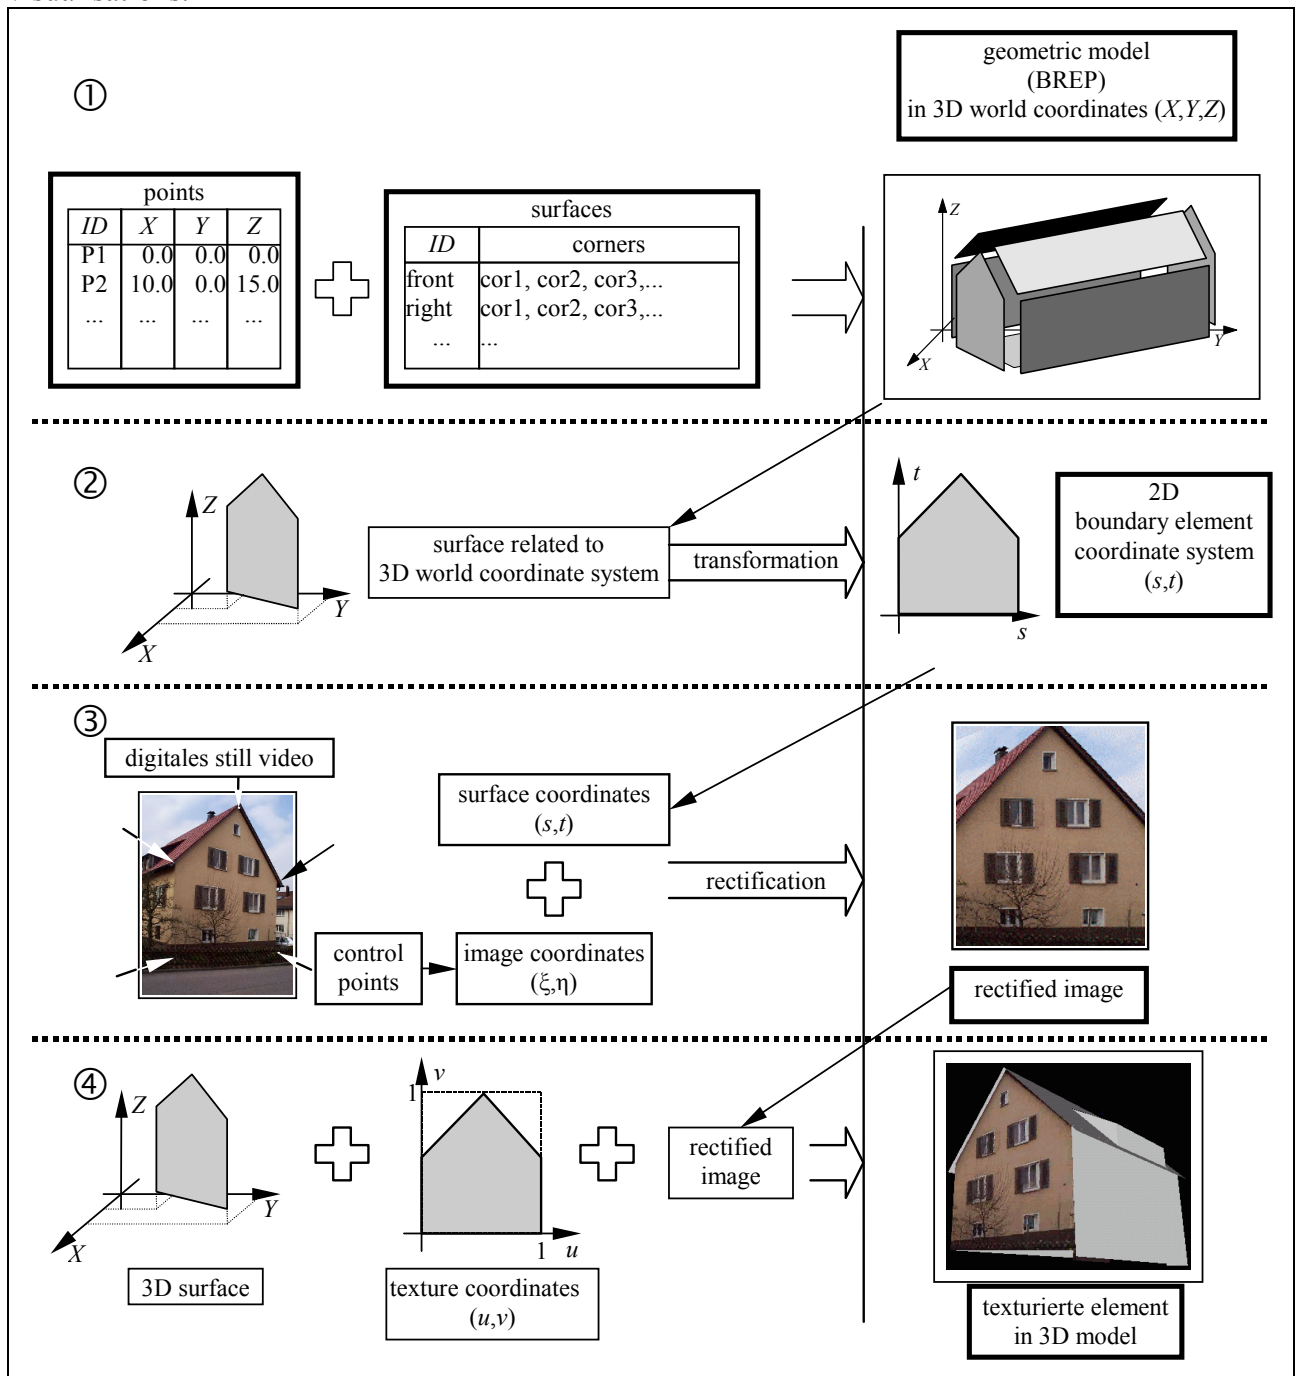 ①
geometric model
(BREP)
in 3D world coordinates (X,Y,Z)
points
ID X Y Z
P1 0.0 0.0 0.0
P2 10.0 0.0 15.0
... ... ... ...
surfaces
ID corners
front cor1, cor2, cor3,...
right cor1, cor2, cor3,...
... ...
Z
X
Y
②
Z
Y
X
surface related to
3D world coordinate system
transformation
t
s
2D
boundary element
coordinate system
(s,t)
③
digitales still video
surface coordinates
(s,t)
rectification
control
points
image coordinates
(ξ,η)
rectified image
④
Z
Y
X
3D surface
v
1
1 u
texture coordinates
(u,v)
rectified
image
texturierte element
in 3D model